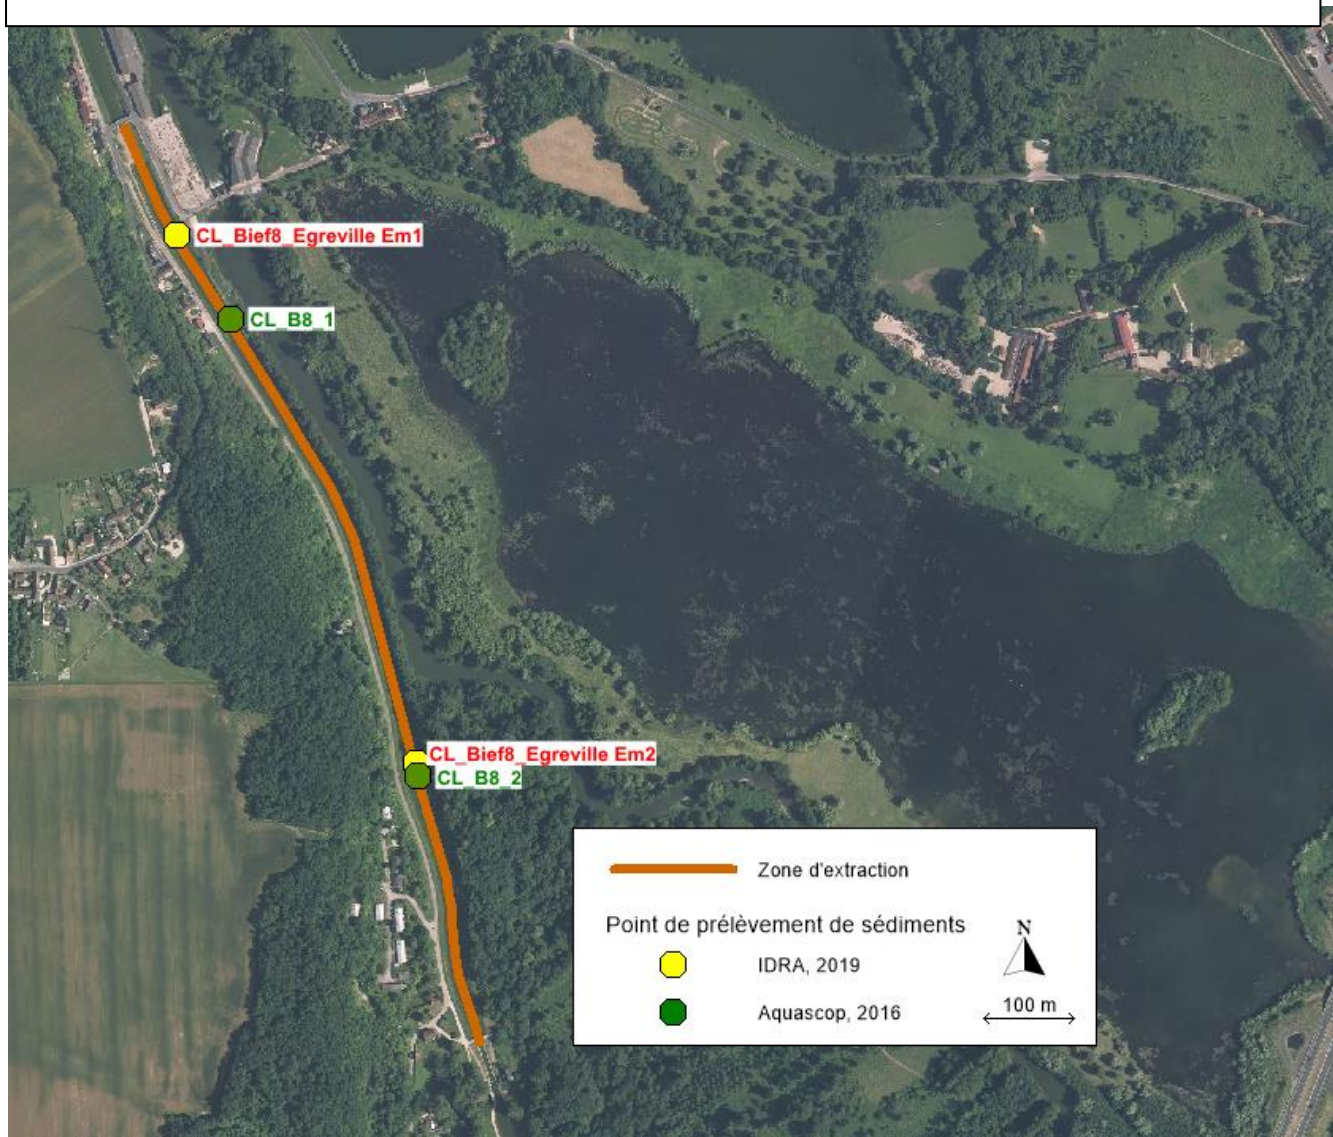 CL_Bief8_Egreville Em1
CL_B8_1
CL_Bief8_Egreville Em2
CL_B8_2
Zone d'extraction
Point de prélèvement de sédiments
N
IDRA, 2019
Aquascop, 2016
100 m